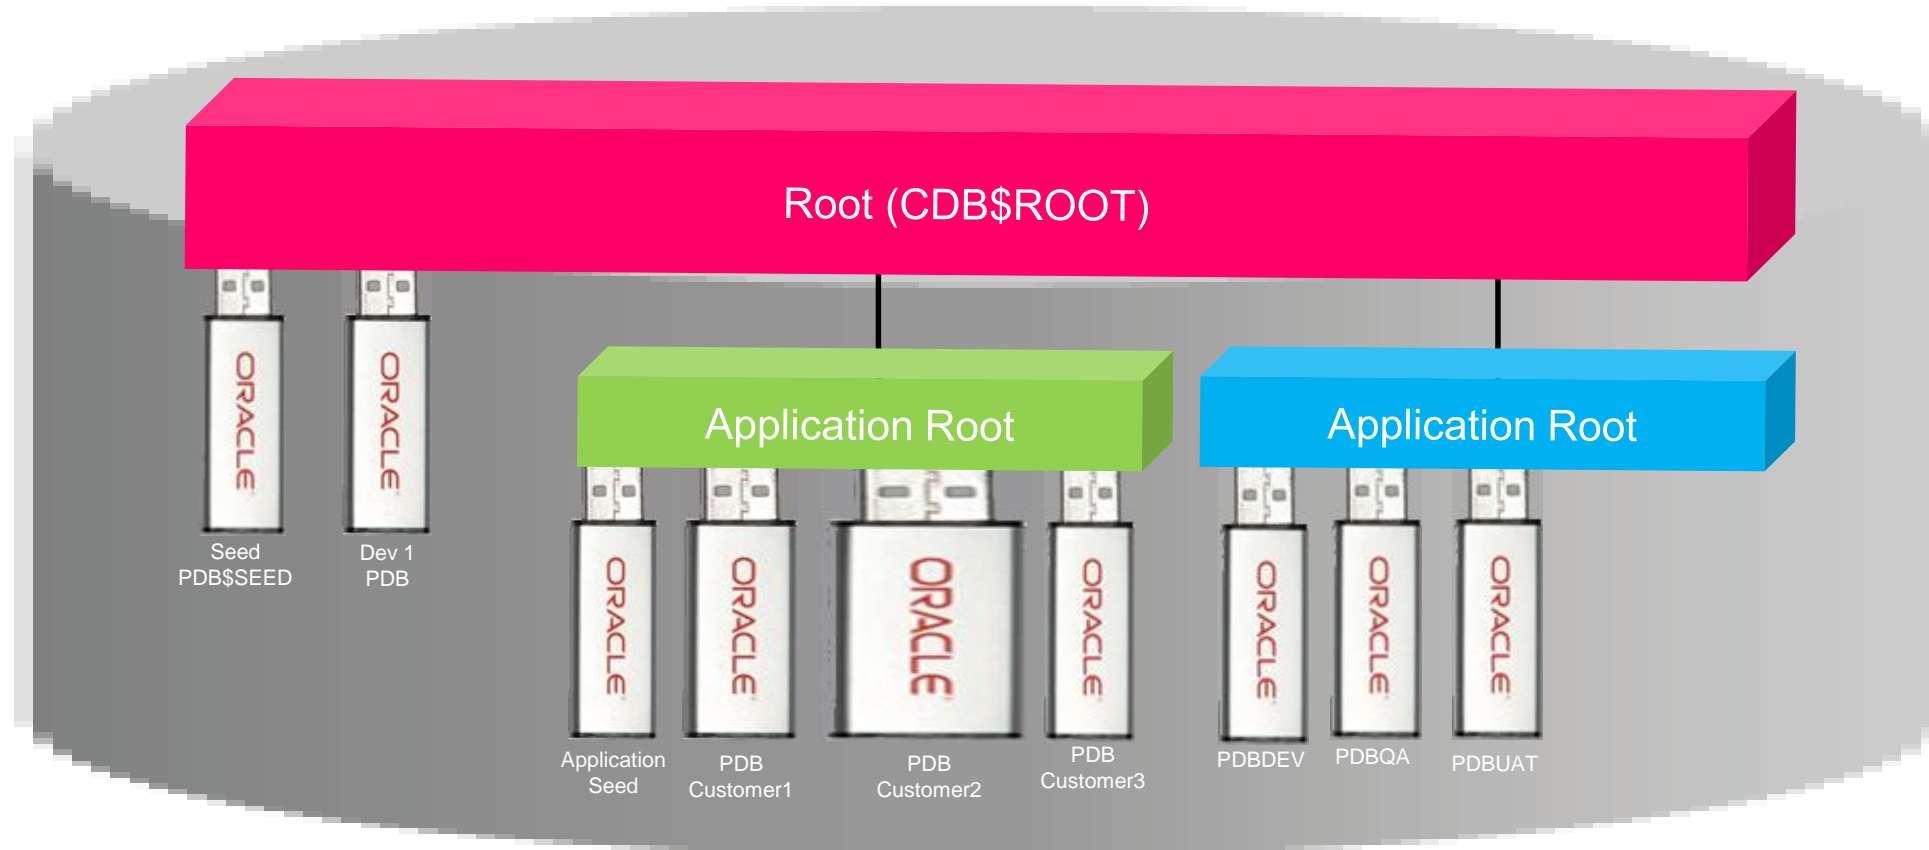 Root (CDB$ROOT)
ORACLE
ORACLE
Seed
PDB$SEED
Dev 1
PDB
Application Root
Application Root
ORACLE
ORACLE
ORACLE
ORACLE
ORACLE
ORACLE
ORACLE
Application
Seed
PDB
Customer1
PDB
Customer2
PDB
Customer3
PDBDEV
PDBQA
PDBUAT